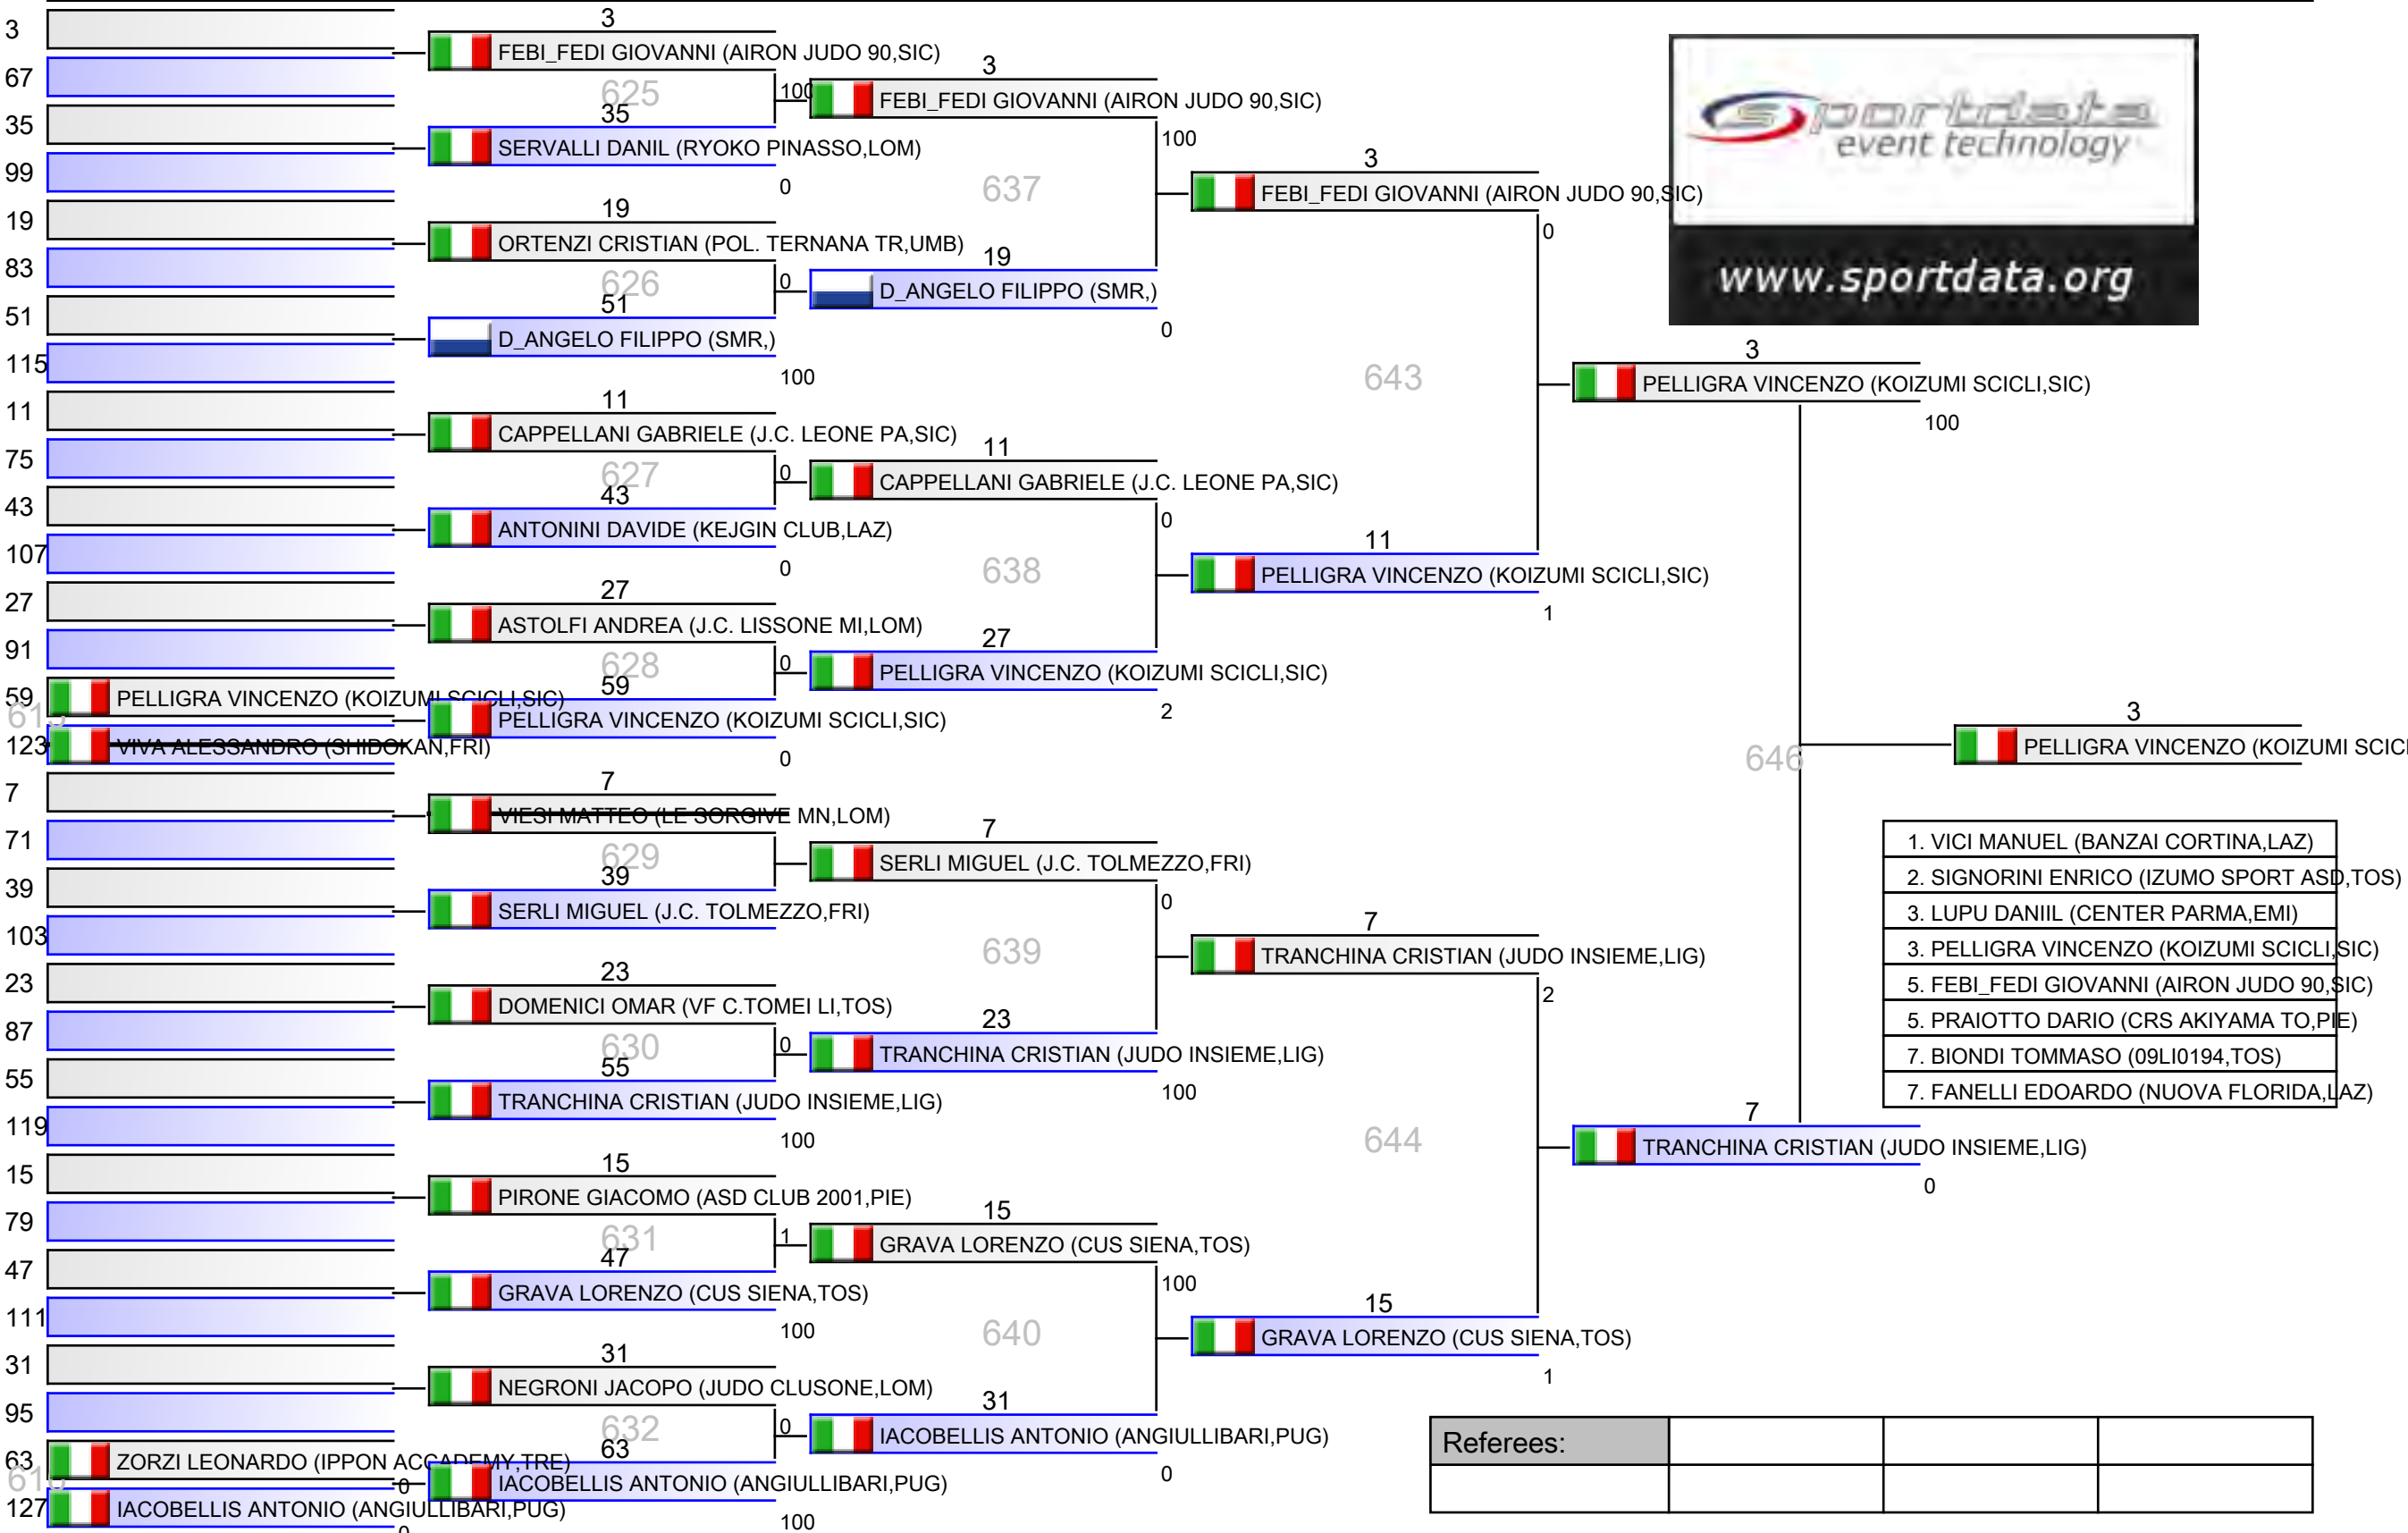 3
67
35
99
19
83
51
115
11
75
43
107
27
91
59
PELLIGRA VINCENZO (KOIZUMI SCICLI,SIC)
123
VIVA ALESSANDRO (SHIDOKAN,FRI)
7
71
39
103
23
87
55
119
15
79
47
111
31
95
63
ZORZI LEONARDO (IPPON ACCADEMY,TRE)
0
127
IACOBELLIS ANTONIO (ANGIULLIBARI,PUG)
0
3
FEBI_FEDI GIOVANNI (AIRON JUDO 90,SIC)
625
100
35
SERVALLI DANIL (RYOKO PINASSO,LOM)
0
19
ORTENZI CRISTIAN (POL. TERNANA TR,UMB)
626
0
51
D_ANGELO FILIPPO (SMR,)
100
11
CAPPELLANI GABRIELE (J.C. LEONE PA,SIC)
627
0
43
ANTONINI DAVIDE (KEJGIN CLUB,LAZ)
0
27
ASTOLFI ANDREA (J.C. LISSONE MI,LOM)
628
0
59
PELLIGRA VINCENZO (KOIZUMI SCICLI,SIC)
0
7
VIESI MATTEO (LE SORGIVE MN,LOM)
629
39
SERLI MIGUEL (J.C. TOLMEZZO,FRI)
23
DOMENICI OMAR (VF C.TOMEI LI,TOS)
630
0
55
TRANCHINA CRISTIAN (JUDO INSIEME,LIG)
100
15
PIRONE GIACOMO (ASD CLUB 2001,PIE)
631
1
47
GRAVA LORENZO (CUS SIENA,TOS)
100
31
NEGRONI JACOPO (JUDO CLUSONE,LOM)
632
0
63
IACOBELLIS ANTONIO (ANGIULLIBARI,PUG)
100
3
FEBI_FEDI GIOVANNI (AIRON JUDO 90,SIC)
100
637
19
D_ANGELO FILIPPO (SMR,)
0
11
CAPPELLANI GABRIELE (J.C. LEONE PA,SIC)
0
638
27
PELLIGRA VINCENZO (KOIZUMI SCICLI,SIC)
2
7
SERLI MIGUEL (J.C. TOLMEZZO,FRI)
0
639
23
TRANCHINA CRISTIAN (JUDO INSIEME,LIG)
100
15
GRAVA LORENZO (CUS SIENA,TOS)
100
640
31
IACOBELLIS ANTONIO (ANGIULLIBARI,PUG)
0
3
FEBI_FEDI GIOVANNI (AIRON JUDO 90,SIC)
0
643
11
PELLIGRA VINCENZO (KOIZUMI SCICLI,SIC)
1
7
TRANCHINA CRISTIAN (JUDO INSIEME,LIG)
2
644
15
GRAVA LORENZO (CUS SIENA,TOS)
1
sportdata
event technology
www.sportdata.org
3
PELLIGRA VINCENZO (KOIZUMI SCICLI,SIC)
100
646
7
TRANCHINA CRISTIAN (JUDO INSIEME,LIG)
0
3
PELLIGRA VINCENZO (KOIZUMI SCIC
1. VICI MANUEL (BANZAI CORTINA,LAZ)
2. SIGNORINI ENRICO (IZUMO SPORT ASD,TOS)
3. LUPU DANIIL (CENTER PARMA,EMI)
3. PELLIGRA VINCENZO (KOIZUMI SCICLI,SIC)
5. FEBI_FEDI GIOVANNI (AIRON JUDO 90,SIC)
5. PRAIOTTO DARIO (CRS AKIYAMA TO,PIE)
7. BIONDI TOMMASO (09LI0194,TOS)
7. FANELLI EDOARDO (NUOVA FLORIDA,LAZ)
Referees: